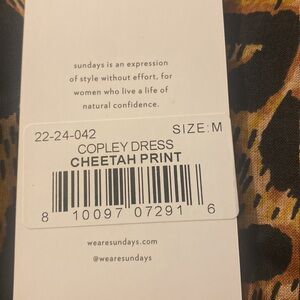 sundays is an expression
of style without effort, for
women who live a life of
natural confidence.
22-24-042 SIZE:M
COPLEY DRESS
CHEETAH PRINT
8 10097 07291 6
wearesundays.com
@wearesundays